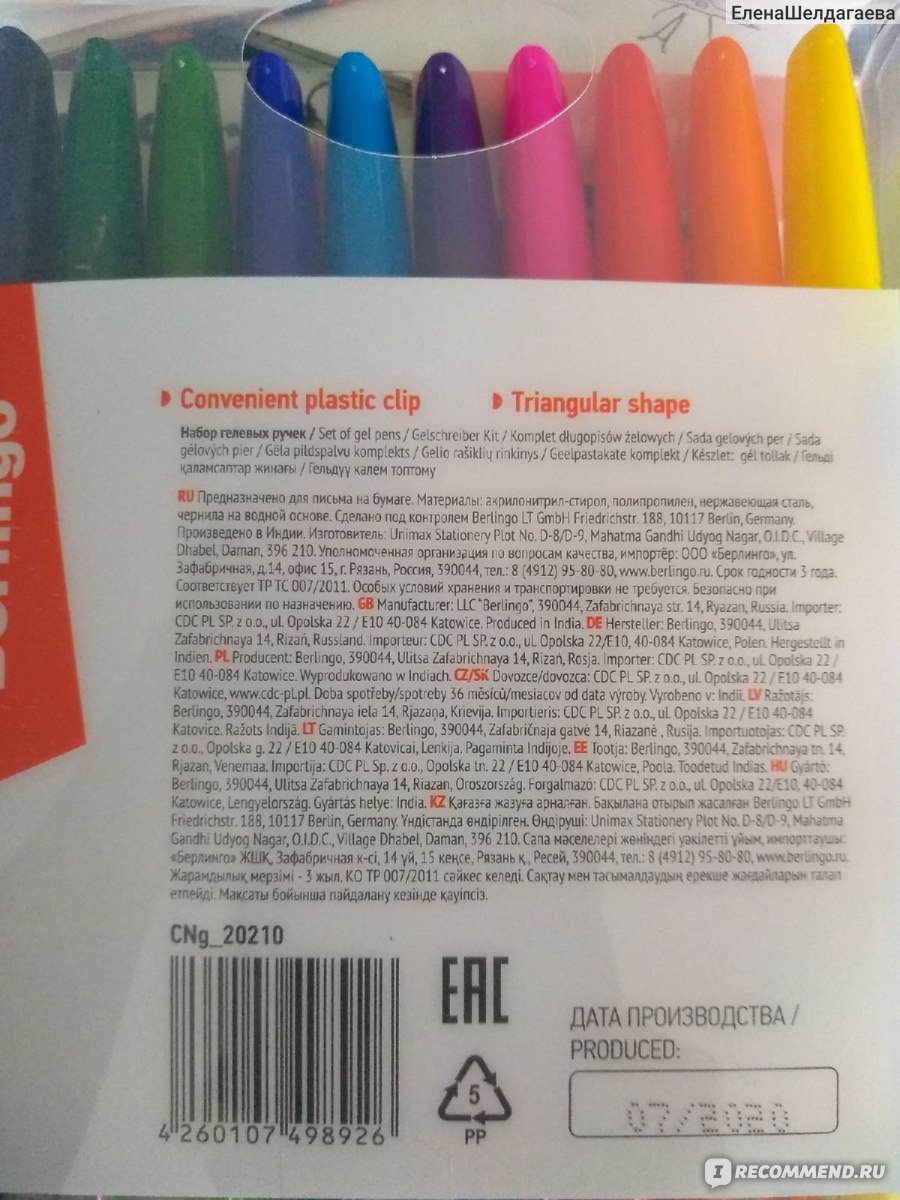 ЕленаШелдагаева
Berlingo
Convenient plastic clip
Triangular shape
Набор гелевых ручек / Set of gel pens / Gelschreiber Kit / Komplet długopisów żelowych / Sada gelových per / Sada
gélových pier / Gēla pildspalvu komplekts / Gelio rašiklių rinkinys / Geelpastakate komplekt / Készlet: gél tollak / Гельді
қаламсаптар жинағы / Гельдүү калем топтому
RU Предназначено для письма на бумаге. Материалы: акрилонитрил-стирол, полипропилен, нержавеющая сталь,
чернила на водной основе. Сделано под контролем Berlingo LT GmbH Friedrichstr. 188, 10117 Berlin, Germany.
Произведено в Индии. Изготовитель: Unimax Stationery Plot No. D-8/D-9, Mahatma Gandhi Udyog Nagar, O.I.D.C., Village
Dhabel, Daman, 396 210. Уполномоченная организация по вопросам качества, импортёр: ООО «Берлинго», ул.
Зафабричная, д.14, офис 15, г. Рязань, Россия, 390044, тел.: 8 (4912) 95-80-80, www.berlingo.ru. Срок годности 3 года.
Соответствует ТР ТС 007/2011. Особых условий хранения и транспортировки не требуется. Безопасно при
использовании по назначению. GB Manufacturer: LLC "Berlingo", 390044, Zafabrichnaya str. 14, Ryazan, Russia. Importer:
CDC PL SP. z o.o., ul. Opolska 22 / E10 40-084 Katowice. Produced in India. DE Hersteller: Berlingo, 390044, Ulitsa
Zafabrichnaya 14, Rizań, Russland. Importeur: CDC PL SP. z o.o., ul. Opolska 22/E10, 40-084 Katowice, Polen. Hergestellt in
Indien. PL Producent: Berlingo, 390044, Ulitsa Zafabrichnaya 14, Rizań, Rosja. Importer: CDC PL SP. z o.o., ul. Opolska 22 /
E10 40-084 Katowice. Wyprodukowano w Indiach. CZ/SK Dovozce/dovozca: CDC PL SP. z o.o., ul. Opolska 22 / E10 40-084
Katowice, www.cdc-pl.pl. Doba spotřeby/spotreby 36 měsíců/mesiacov od data výroby. Vyrobeno v: Indii. LV Ražotājs:
Berlingo, 390044, Zafabrichnaya iela 14, Rjazaņa, Krievija. Importieris: CDC PL SP. z o.o., ul. Opolska 22 / E10 40-084
Katovice. Ražots Indijā. LT Gamintojas: Berlingo, 390044, Zafabričnaja gatvė 14, Riazanė , Rusija. Importuotojas: CDC PL SP.
z o.o., Opolska g. 22 / E10 40-084 Katovicai, Lenkija. Pagaminta Indijoje. EE Tootja: Berlingo, 390044, Zafabrichnaya tn. 14,
Rjazan, Venemaa. Importija: CDC PL SP. z o.o., Opolska tn. 22 / E10 40-084 Katowice, Poola. Toodetud Indias. HU Gyártó:
Berlingo, 390044, Ulitsa Zafabrichnaya 14, Riazan, Oroszország. Forgalmazó: CDC PL SP. z o.o., ul. Opolska 22/E10, 40-084
Katowice, Lengyelország. Gyártás helye: India. KZ Қағазға жазуға арналған. Бақылана отырып жасалған Berlingo LT GmbH
Friedrichstr. 188, 10117 Berlin, Germany. Үндістанда өндірілген. Өндіруші: Unimax Stationery Plot No. D-8/D-9, Mahatma
Gandhi Udyog Nagar, O.I.D.C., Village Dhabel, Daman, 396 210. Сапа мәселелері жөніндегі уәкілетті ұйым, импорттаушы:
«Берлинго» ЖШҚ, Зафабричная к-сі, 14 үй, 15 кеңсе, Рязань қ., Ресей, 390044, тел.: 8 (4912) 95-80-80, www.berlingo.ru.
Жарамдылық мерзімі - 3 жыл. КО ТР 007/2011 сәйкес келеді. Сақтау мен тасымалдаудың ерекше жағдайларын талап
етпейді. Мақсаты бойынша пайдалану кезінде қауіпсіз.
CNg_20210
EAC
ДАТА ПРОИЗВОДСТВА /
PRODUCED:
07/2020
5
PP
4 260107 498926
IRECOMMEND.RU